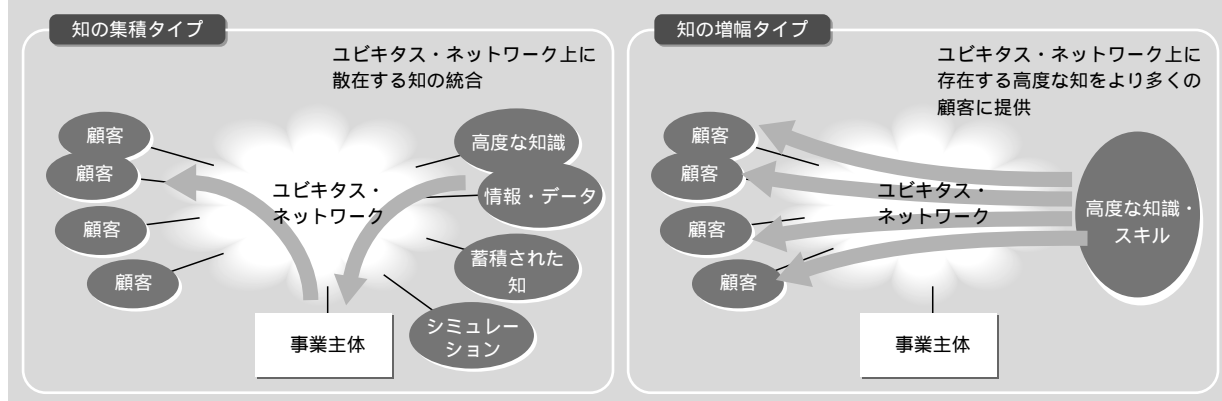 知の集積タイプ
ユビキタス・ネットワーク上に
散在する知の統合
顧客
顧客
顧客
顧客
ユビキタス・
ネットワーク
高度な知識
情報・データ
蓄積された
知
シミュレー
ション
事業主体
知の増幅タイプ
ユビキタス・ネットワーク上に
存在する高度な知をより多くの
顧客に提供
顧客
顧客
顧客
顧客
ユビキタス・
ネットワーク
高度な知識・
スキル
事業主体